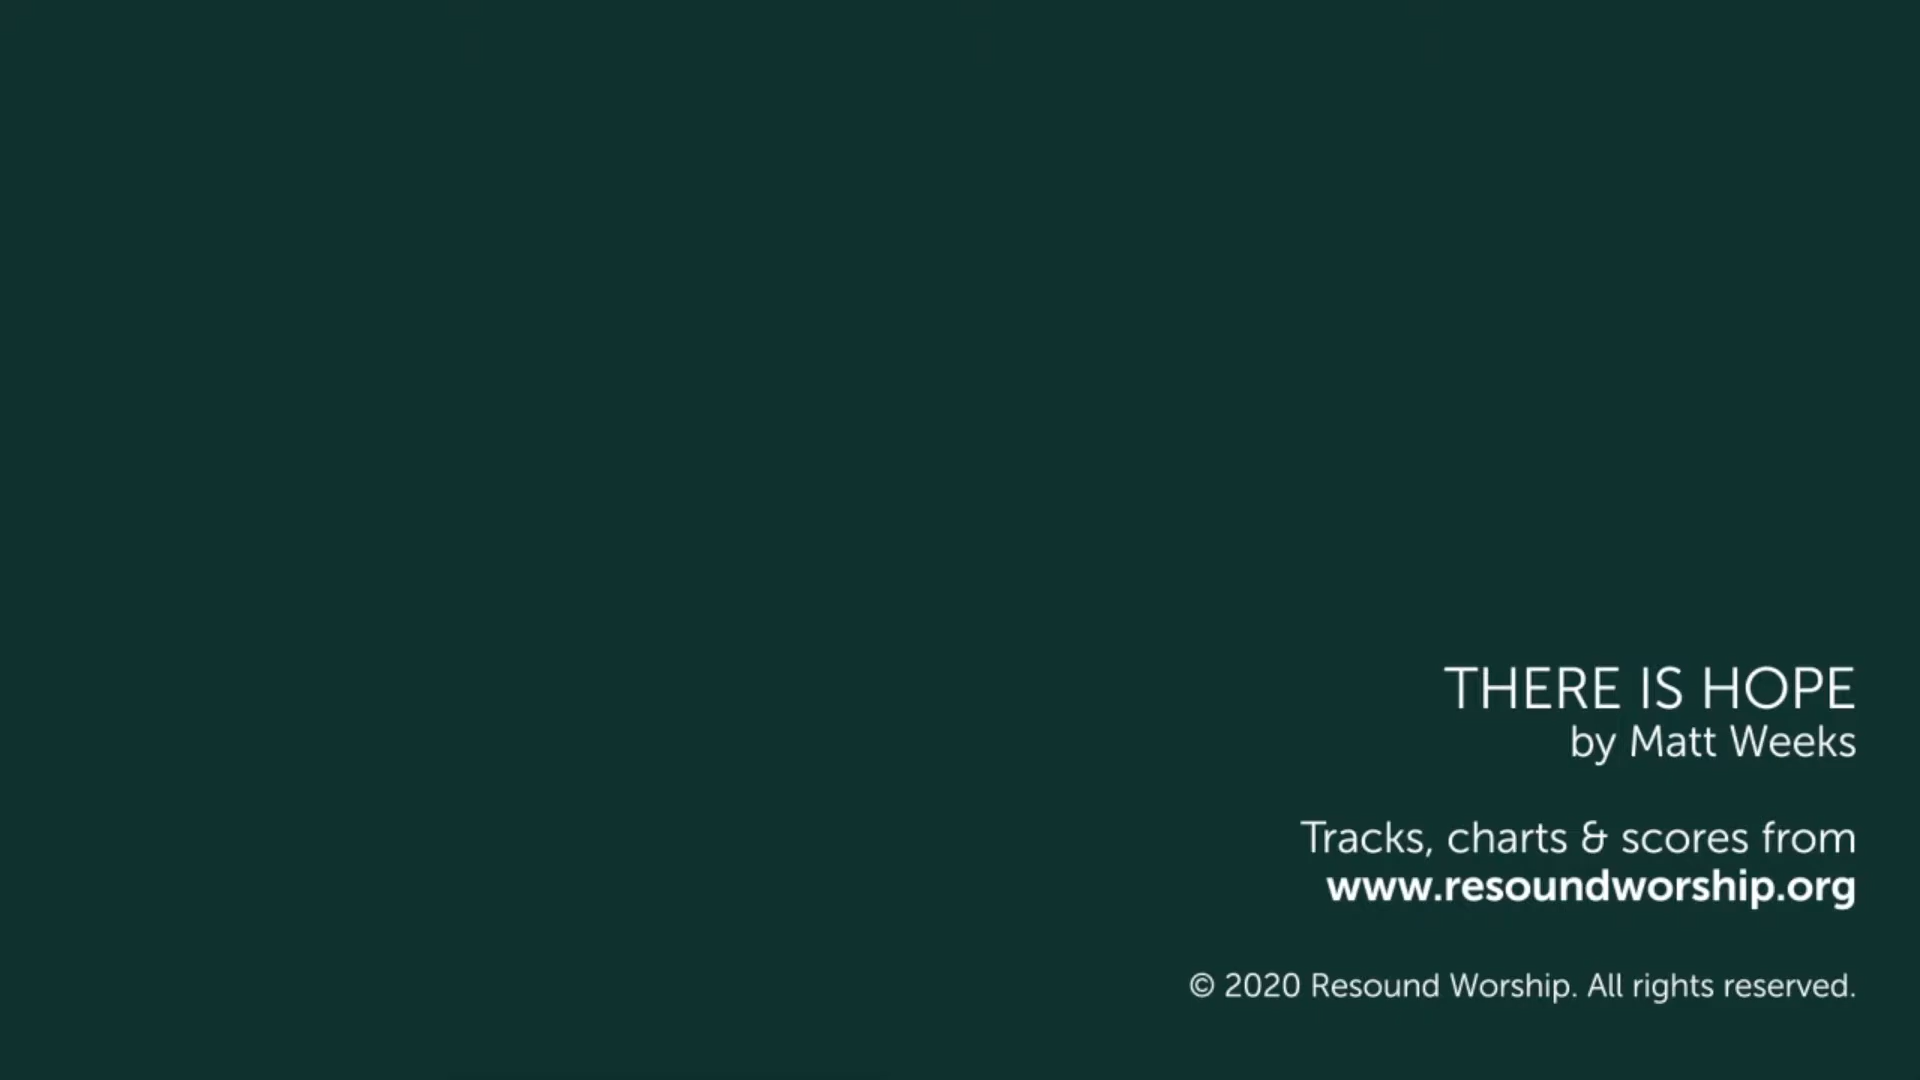 THERE IS HOPE
by Matt Weeks
Tracks, charts & scores from
www.resoundworship.org
© 2020 Resound Worship. All rights reserved.